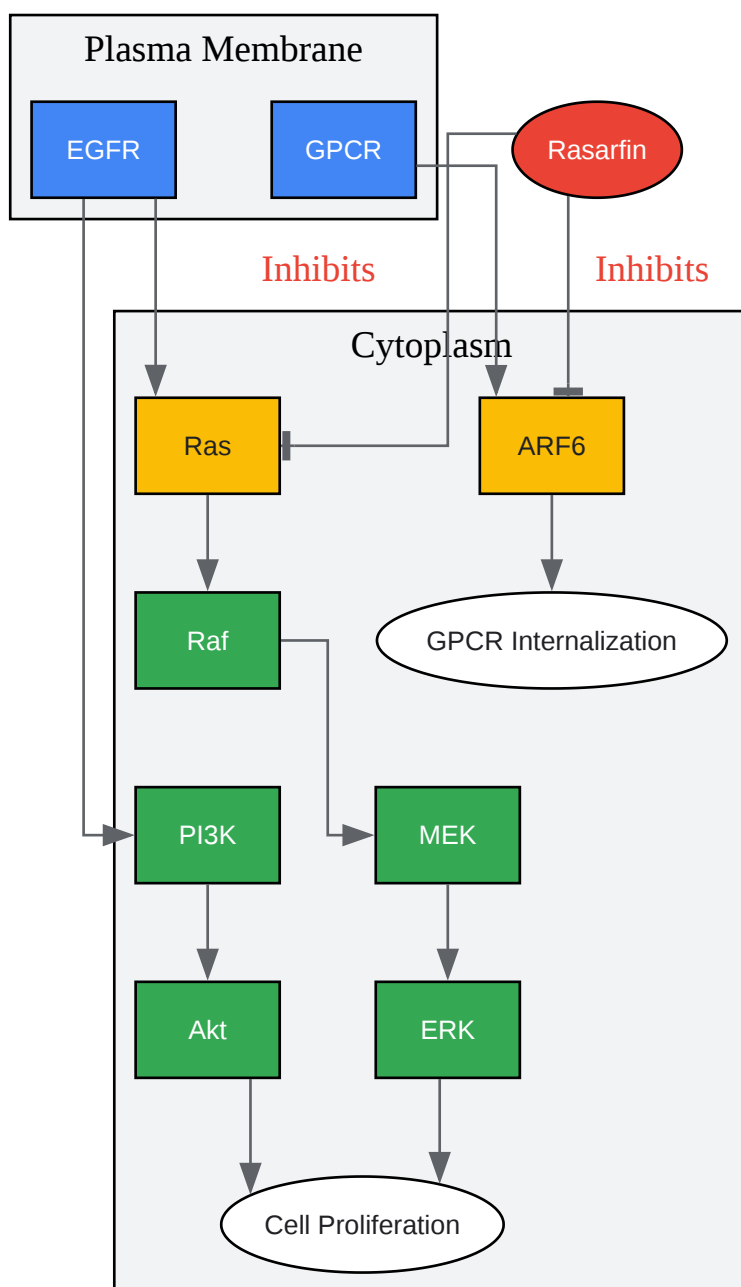 Plasma Membrane
EGFR
GPCR
Rasarfin
Inhibits
Inhibits
Cytoplasm
Ras
ARF6
Raf
GPCR Internalization
PI3K
MEK
Akt
ERK
Cell Proliferation